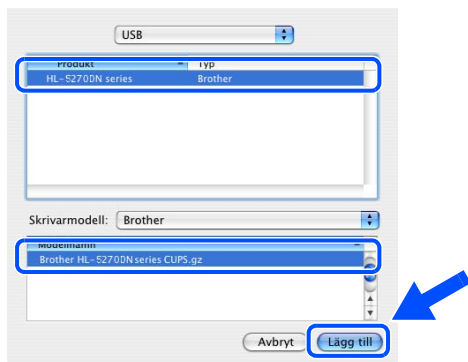 USB
Produkt Typ
HL-5270DN series Brother
Skrivarmodell: Brother
Modellnamn
Brother HL-5270DN series CUPS.gz
Avbryt Lägg till